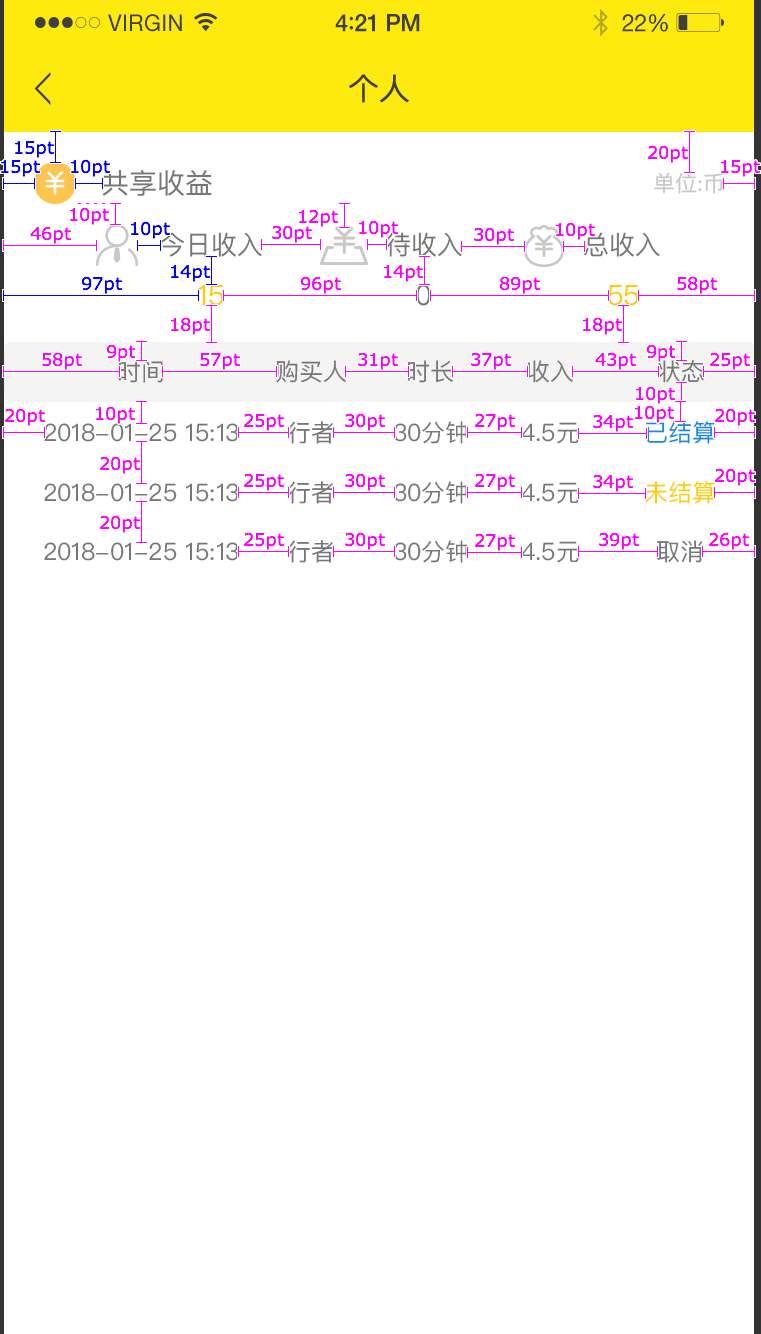 VIRGIN 4:21 PM 22%
个人
15pt 20pt
15pt 10pt 15pt
¥ 共享收益 单位:币
10pt 12pt
46pt 10pt 今日收入 30pt ¥ 10pt 待收入 30pt ¥ 10pt 总收入
14pt 14pt
97pt 15 96pt 0 89pt 55 58pt
18pt 18pt
9pt 9pt
58pt 时间 57pt 购买人 31pt 时长 37pt 收入 43pt 状态 25pt
10pt
10pt 10pt
20pt 2018-01-25 15:13 25pt 行者 30pt 30分钟 27pt 4.5元 34pt 已结算 20pt
20pt
2018-01-25 15:13 25pt 行者 30pt 30分钟 27pt 4.5元 34pt 未结算 20pt
20pt
2018-01-25 15:13 25pt 行者 30pt 30分钟 27pt 4.5元 39pt 取消 26pt